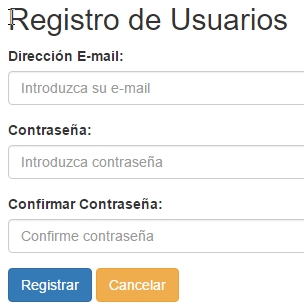 Registro de Usuarios
Dirección E-mail:
Introduzca su e-mail
Contraseña:
Introduzca contraseña
Confirmar Contraseña:
Confirme contraseña
Registrar Cancelar